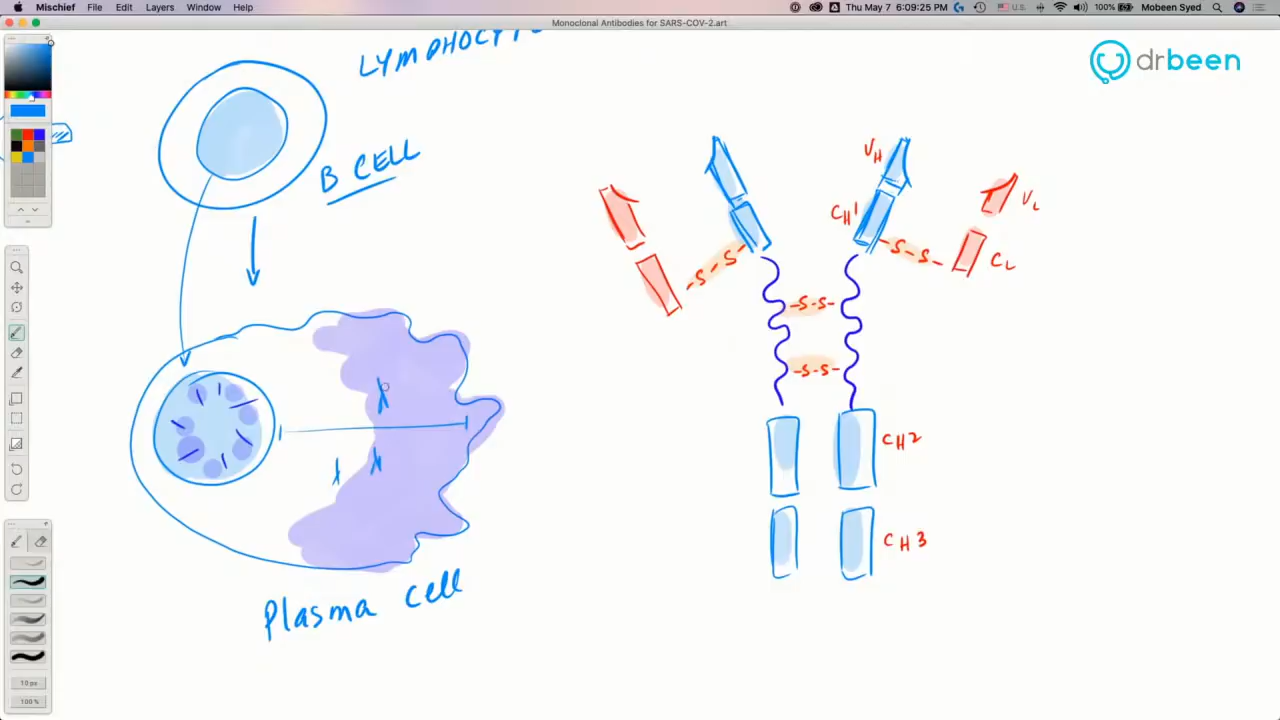 Mischief File Edit Layers Window Help
U.S. 100% Thu May 7 6:09:25 PM Mobeen Syed
Monoclonal Antibodies for SARS-COV-2.art
drbeen
B CELL
Plasma cell
VH
CH1
VL
CL
-S-S-
-S-S-
-S-S-
-S-S-
CH2
CH3
10 px
100 %